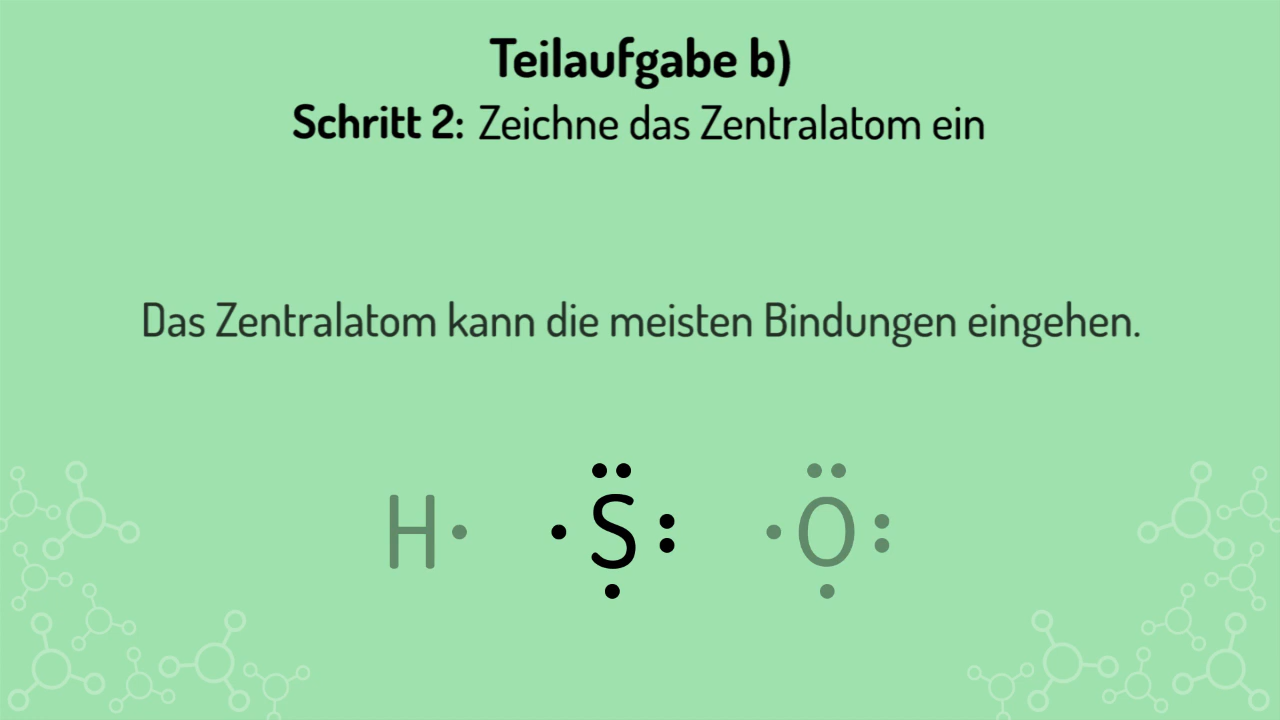 Teilaufgabe b)
Schritt 2: Zeichne das Zentralatom ein
Das Zentralatom kann die meisten Bindungen eingehen.
H S O